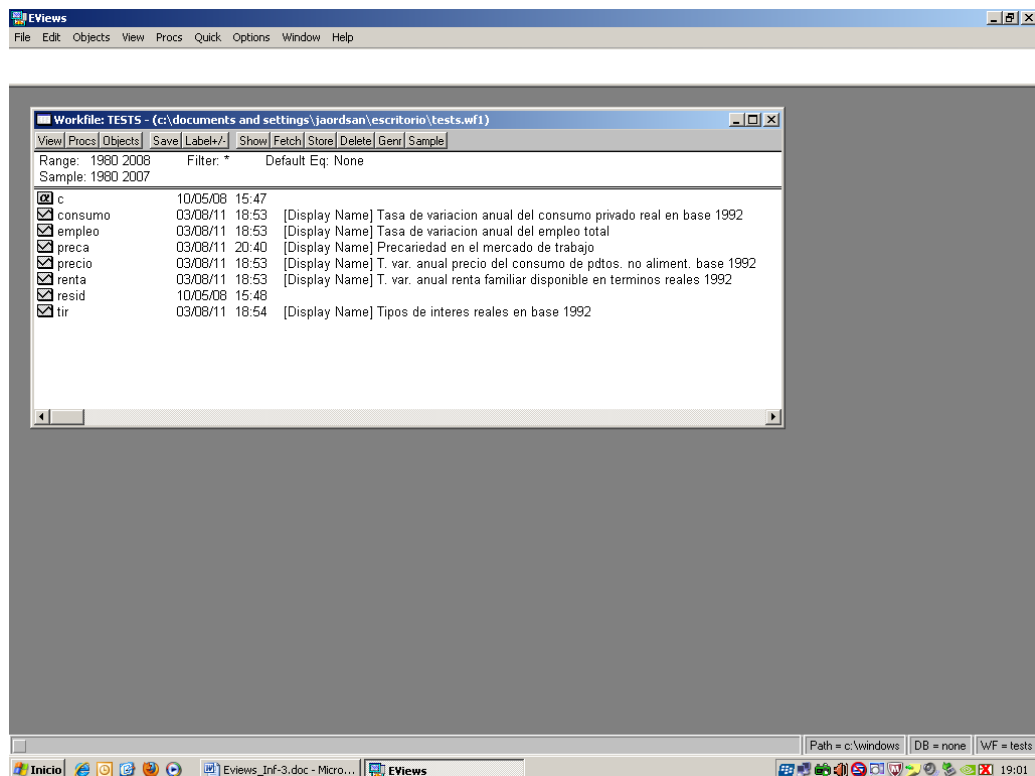 EViews
File Edit Objects View Procs Quick Options Window Help
Workfile: TESTS - (c:\documents and settings\jaordsan\escritorio\tests.wf1)
View Procs Objects Save Label+/- Show Fetch Store Delete Genr Sample
Range: 1980 2008 Filter: * Default Eq: None
Sample: 1980 2007
c 10/05/08 15:47
consumo 03/08/11 18:53 [Display Name] Tasa de variacion anual del consumo privado real en base 1992
empleo 03/08/11 18:53 [Display Name] Tasa de variacion anual del empleo total
preca 03/08/11 20:40 [Display Name] Precariedad en el mercado de trabajo
precio 03/08/11 18:53 [Display Name] T. var. anual precio del consumo de pdtos. no aliment. base 1992
renta 03/08/11 18:53 [Display Name] T. var. anual renta familiar disponible en terminos reales 1992
resid 10/05/08 15:48
tir 03/08/11 18:54 [Display Name] Tipos de interes reales en base 1992
Path = c:\windows DB = none WF = tests
Inicio Eviews_Inf-3.doc - Micro... EViews 19:01